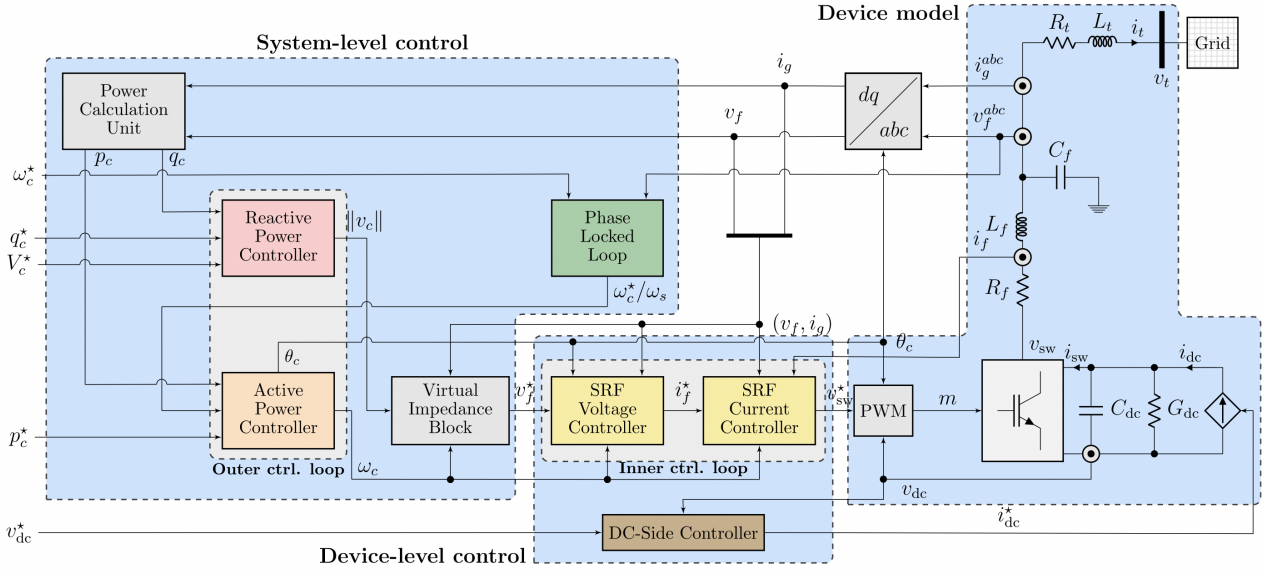 Device model
System-level control
R_t
L_t
i_t
Grid
v_t
i_g
i_g^{abc}
Power
Calculation
Unit
dq
abc
v_f
v_f^{abc}
p_c
q_c
C_f
ω_c^⋆
Reactive
Power
Controller
‖v_c‖
Phase
Locked
Loop
q_c^⋆
V_c^⋆
L_f
i_f
R_f
ω_c^⋆/ω_s
(v_f, i_g)
θ_c
θ_c
v_sw
i_sw
i_dc
Active
Power
Controller
Virtual
Impedance
Block
v_f^⋆
SRF
Voltage
Controller
i_f^⋆
SRF
Current
Controller
v_sw^⋆
PWM
m
C_dc
G_dc
p_c^⋆
Outer ctrl. loop
ω_c
Inner ctrl. loop
v_dc
i_dc^⋆
v_dc^⋆
DC-Side Controller
Device-level control